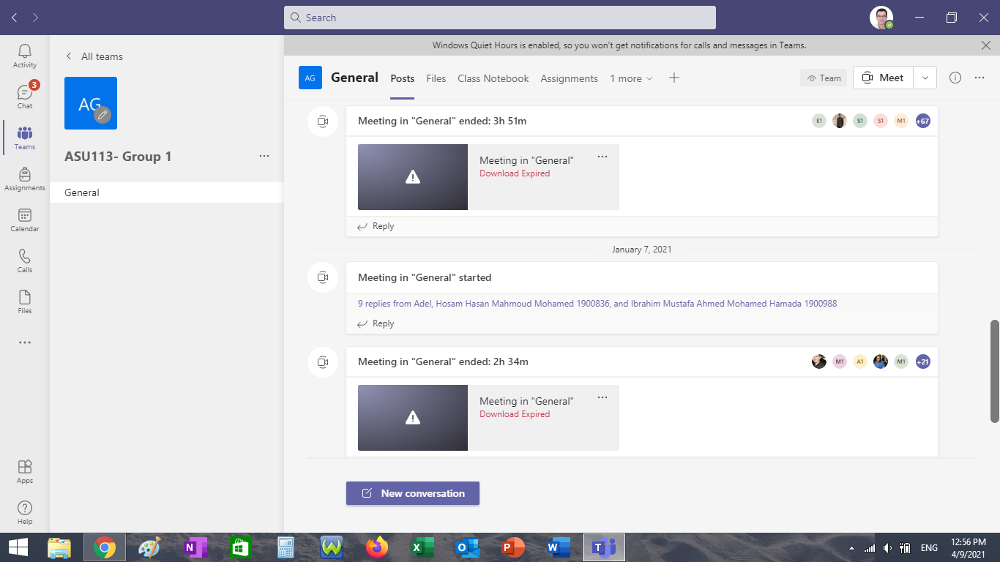 Search
Activity
Chat
3
Teams
Assignments
Calendar
Calls
Files
Apps
Help
All teams
AG
ASU113- Group 1
General
Windows Quiet Hours is enabled, so you won't get notifications for calls and messages in Teams.
AG General Posts Files Class Notebook Assignments 1 more Team Meet
Meeting in "General" ended: 3h 51m E1 S1 S1 M1 +67
Meeting in "General"
Download Expired
Reply
January 7, 2021
Meeting in "General" started
9 replies from Adel, Hosam Hasan Mahmoud Mohamed 1900836, and Ibrahim Mustafa Ahmed Mohamed Hamada 1900988
Reply
Meeting in "General" ended: 2h 34m M1 A1 M1 +21
Meeting in "General"
Download Expired
New conversation
ENG 12:56 PM
4/9/2021